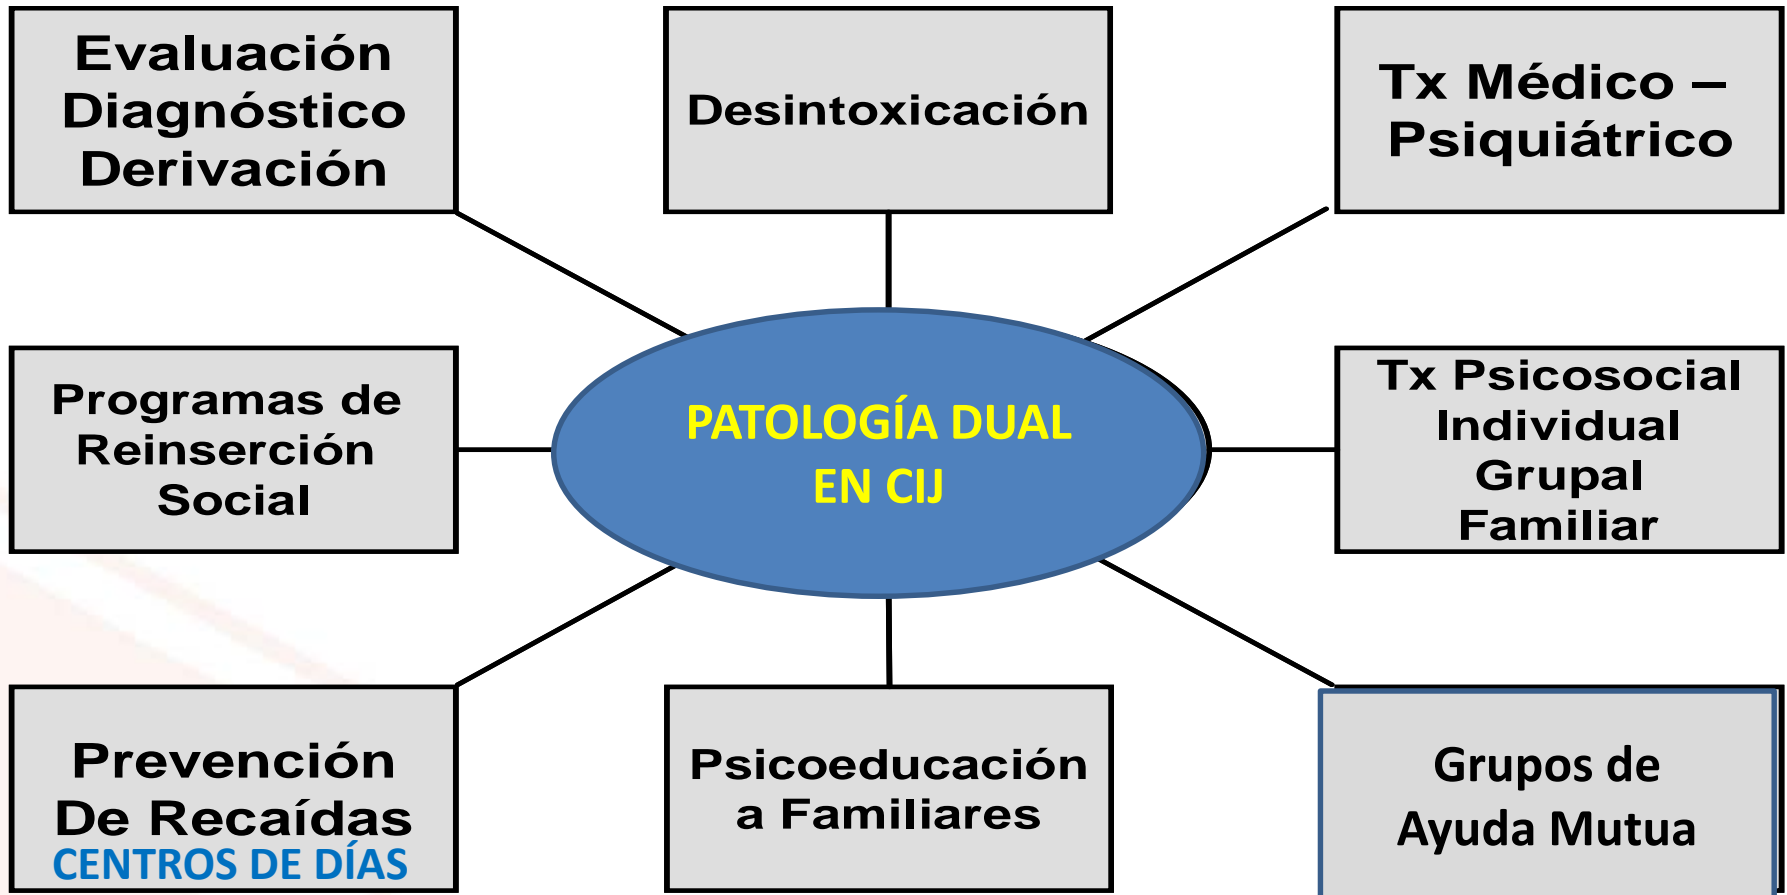 Evaluación
Diagnóstico
Derivación
Desintoxicación
Tx Médico –
Psiquiátrico
Programas de
Reinserción
Social
PATOLOGÍA DUAL
EN CIJ
Tx Psicosocial
Individual
Grupal
Familiar
Prevención
De Recaídas
CENTROS DE DÍAS
Psicoeducación
a Familiares
Grupos de
Ayuda Mutua